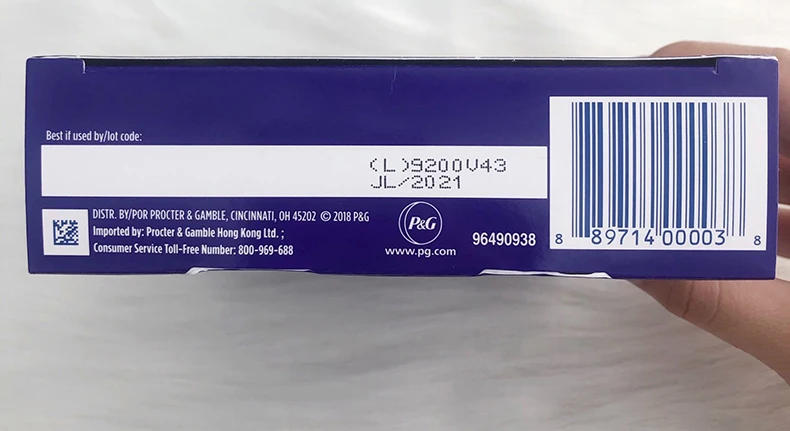 Best if used by/lot code:
(L)9200V43
JL/2021
DISTR. BY/POR PROCTER & GAMBLE, CINCINNATI, OH 45202 © 2018 P&G
Imported by: Procter & Gamble Hong Kong Ltd. ;
Consumer Service Toll-Free Number: 800-969-688
P&G
www.pg.com
96490938
8 89714 00003 8